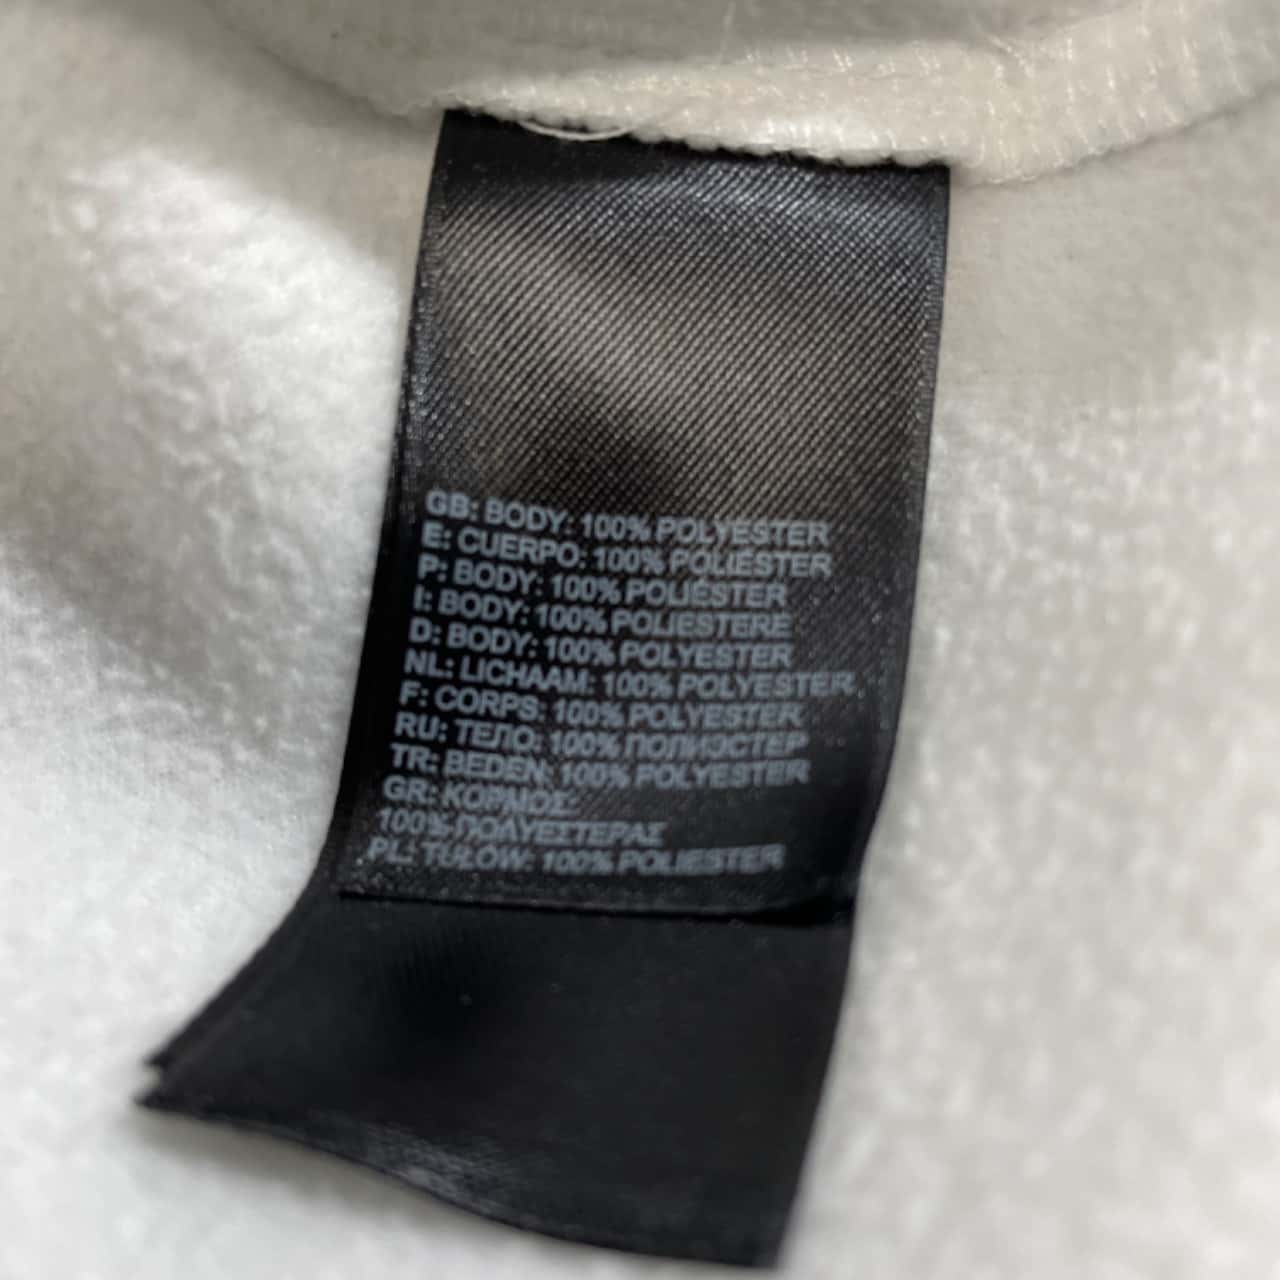 GB: BODY: 100% POLYESTER
E: CUERPO: 100% POLIÉSTER
P: BODY: 100% POLIÉSTER
I: BODY: 100% POLIESTERE
D: BODY: 100% POLYESTER
NL: LICHAAM: 100% POLYESTER
F: CORPS: 100% POLYESTER
RU: ТЕЛО: 100% ПОЛИЭСТЕР
TR: BEDEN: 100% POLYESTER
GR: ΚΟΡΜΟΣ:
100% ΠΟΛΥΕΣΤΕΡΑΣ
PL: TUŁÓW: 100% POLIESTER